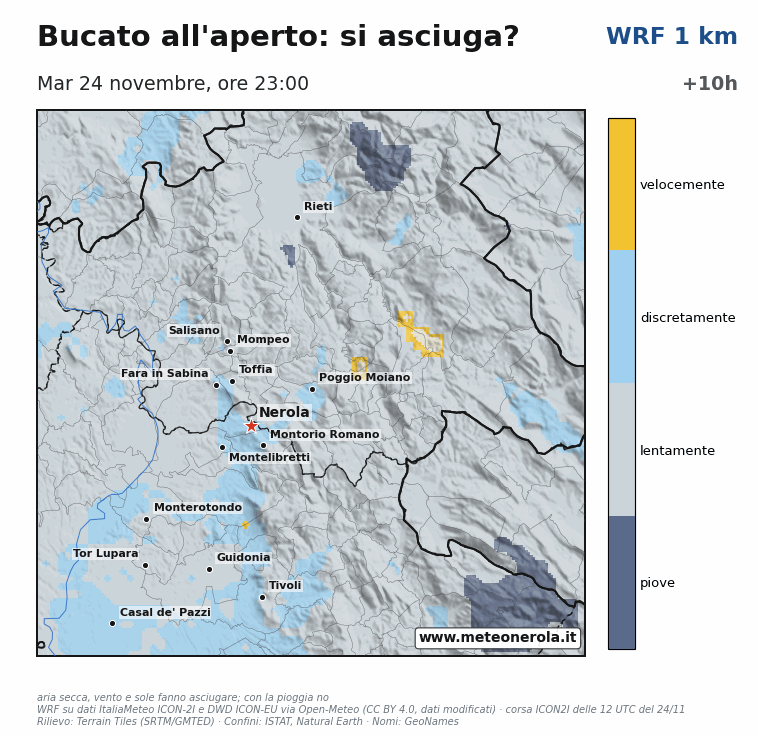 Bucato all'aperto: si asciuga?
WRF 1 km
Mar 24 novembre, ore 23:00
+10h
velocemente
discretamente
lentamente
piove
Rieti
Salisano
Mompeo
Toffia
Fara in Sabina
Poggio Moiano
Nerola
Montorio Romano
Montelibretti
Monterotondo
Tor Lupara
Guidonia
Tivoli
Casal de' Pazzi
www.meteonerola.it
aria secca, vento e sole fanno asciugare; con la pioggia no
WRF su dati ItaliaMeteo ICON-2I e DWD ICON-EU via Open-Meteo (CC BY 4.0, dati modificati) · corsa ICON2I delle 12 UTC del 24/11
Rilievo: Terrain Tiles (SRTM/GMTED) · Confini: ISTAT, Natural Earth · Nomi: GeoNames